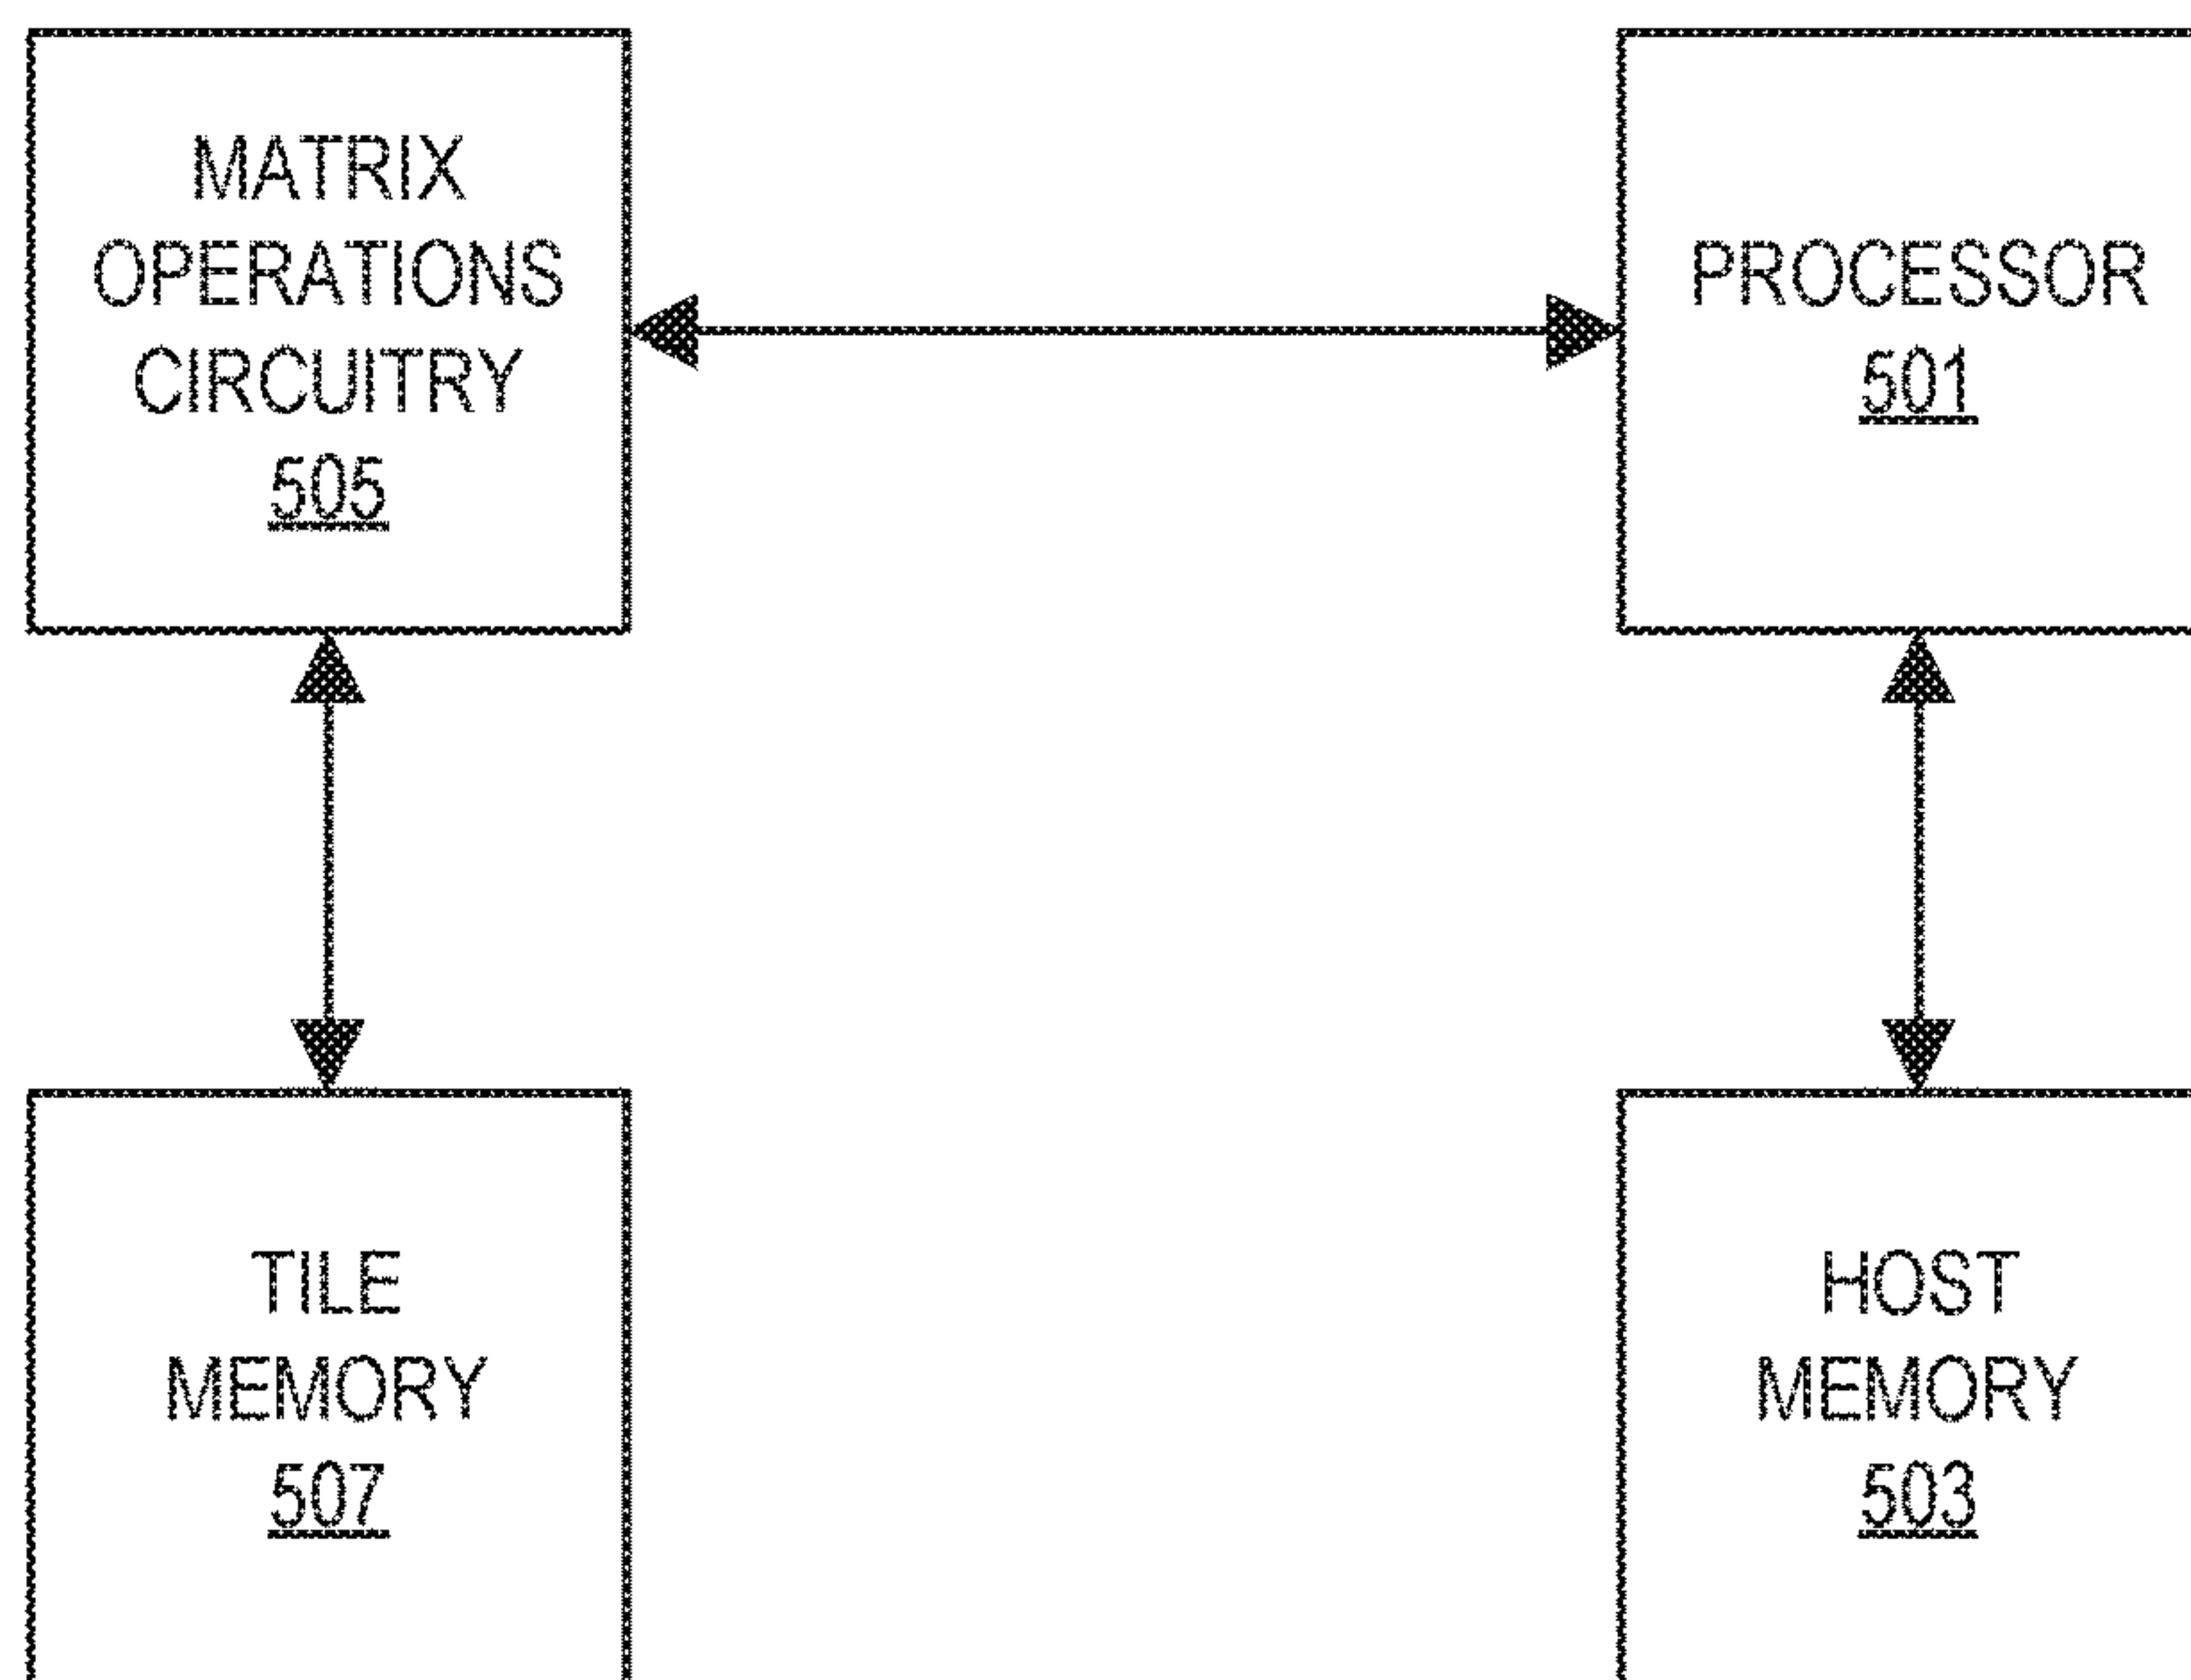 MATRIX
OPERATIONS
CIRCUITRY
505
PROCESSOR
501
TILE
MEMORY
507
HOST
MEMORY
503